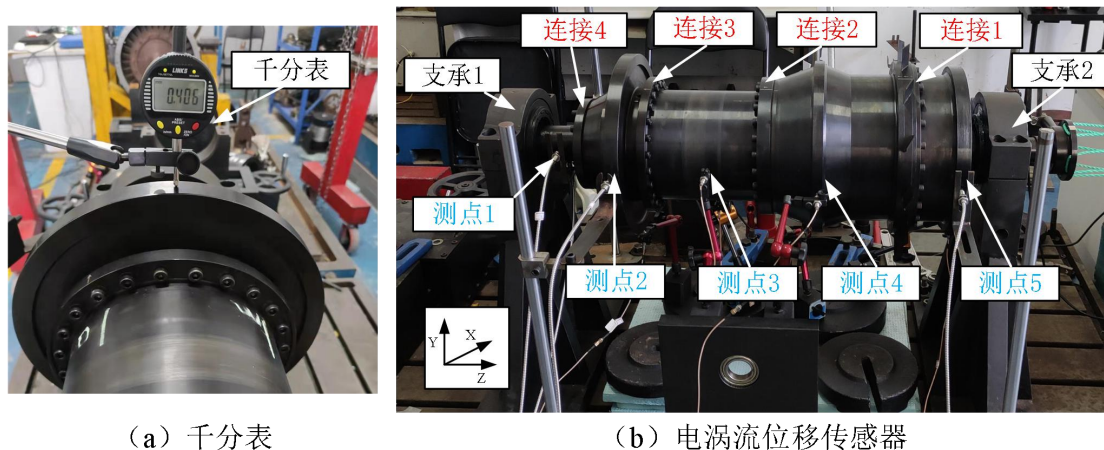 LINKS
0.406
千分表
连接4
连接3
连接2
连接1
支承1
支承2
测点1
测点2
测点3
测点4
测点5
Y
X
Z
(a) 千分表
(b) 电涡流位移传感器